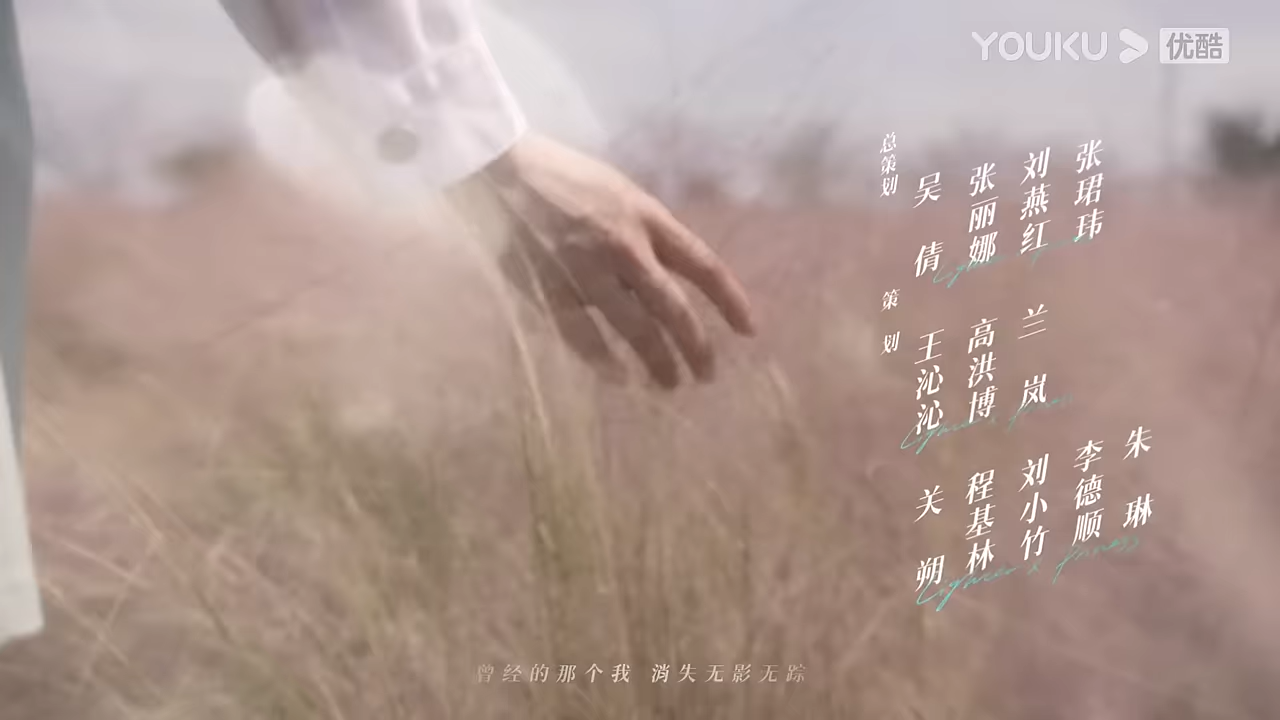 YOUKU 优酷
总策划
吴倩
张丽娜
刘燕红
张珺玮
策划
王沁沁
高洪博
兰岚
关朔
程基林
刘小竹
李德顺
朱琳
曾经的那个我 消失无影无踪